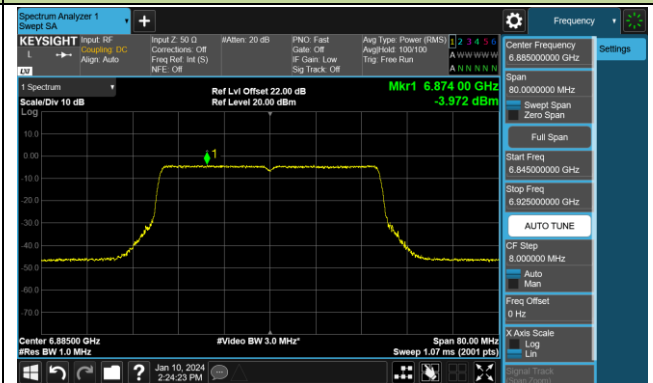 Spectrum Analyzer 1
Swept SA
Frequency
KEYSIGHT
Input: RF
Coupling: DC
Align: Auto
Input Z: 50 Ω
Corrections: Off
Freq Ref: Int (S)
NFE: Off
#Atten: 20 dB
PNO: Fast
Gate: Off
IF Gain: Low
Sig Track: Off
Avg Type: Power (RMS)
Avg|Hold: 100/100
Trig: Free Run
1 2 3 4 5 6
A W W W W W
A N N N N N
L
LXI
1 Spectrum
Scale/Div 10 dB
Log
Ref Lvl Offset 22.00 dB
Ref Level 20.00 dBm
Mkr1 6.874 00 GHz
-3.972 dBm
1
10.0
0.00
-10.0
-20.0
-30.0
-40.0
-50.0
-60.0
-70.0
Center 6.88500 GHz
#Res BW 1.0 MHz
#Video BW 3.0 MHz*
Span 80.00 MHz
Sweep 1.07 ms (2001 pts)
Center Frequency
6.885000000 GHz
Settings
Span
80.0000000 MHz
Swept Span
Zero Span
Full Span
Start Freq
6.845000000 GHz
Stop Freq
6.925000000 GHz
AUTO TUNE
CF Step
8.000000 MHz
Auto
Man
Freq Offset
0 Hz
X Axis Scale
Log
Lin
Signal Track
(Span Zoom)
Jan 10, 2024
2:24:23 PM